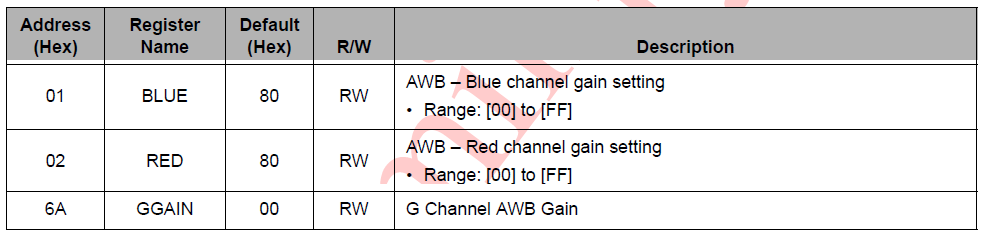 Address (Hex) Register Name Default (Hex) R/W Description
01 BLUE 80 RW AWB – Blue channel gain setting
• Range: [00] to [FF]
02 RED 80 RW AWB – Red channel gain setting
• Range: [00] to [FF]
6A GGAIN 00 RW G Channel AWB Gain